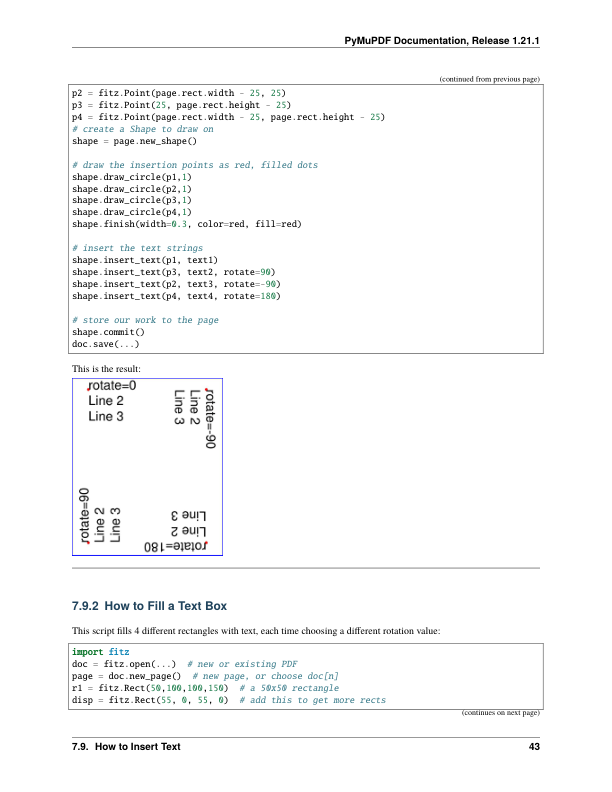 PyMuPDF Documentation, Release 1.21.1
(continued from previous page)
p2 = fitz.Point(page.rect.width - 25, 25)
p3 = fitz.Point(25, page.rect.height - 25)
p4 = fitz.Point(page.rect.width - 25, page.rect.height - 25)
# create a Shape to draw on
shape = page.new_shape()
# draw the insertion points as red, filled dots
shape.draw_circle(p1,1)
shape.draw_circle(p2,1)
shape.draw_circle(p3,1)
shape.draw_circle(p4,1)
shape.finish(width=0.3, color=red, fill=red)
# insert the text strings
shape.insert_text(p1, text1)
shape.insert_text(p3, text2, rotate=90)
shape.insert_text(p2, text3, rotate=-90)
shape.insert_text(p4, text4, rotate=180)
# store our work to the page
shape.commit()
doc.save(...)
This is the result:
rotate=0
Line 2
Line 3
rotate=-90
Line 2
Line 3
rotate=90
Line 2
Line 3
rotate=180
Line 2
Line 3
7.9.2 How to Fill a Text Box
This script fills 4 different rectangles with text, each time choosing a different rotation value:
import fitz
doc = fitz.open(...) # new or existing PDF
page = doc.new_page() # new page, or choose doc[n]
r1 = fitz.Rect(50,100,100,150) # a 50x50 rectangle
disp = fitz.Rect(55, 0, 55, 0) # add this to get more rects
(continues on next page)
7.9. How to Insert Text 43